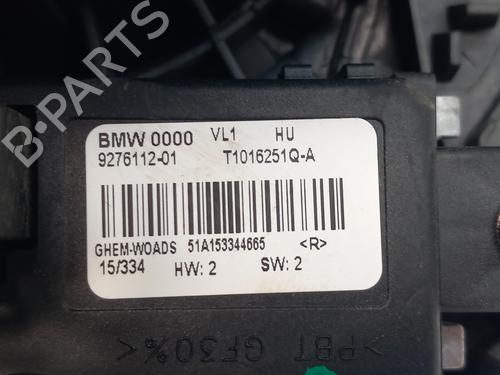 BMW 0000 VL1 HU
9276112-01 T1016251Q-A
GHEM-WOADS 51A153344665 <R>
15/334 HW: 2 SW: 2
>PBT GF30%<
B-PARTS